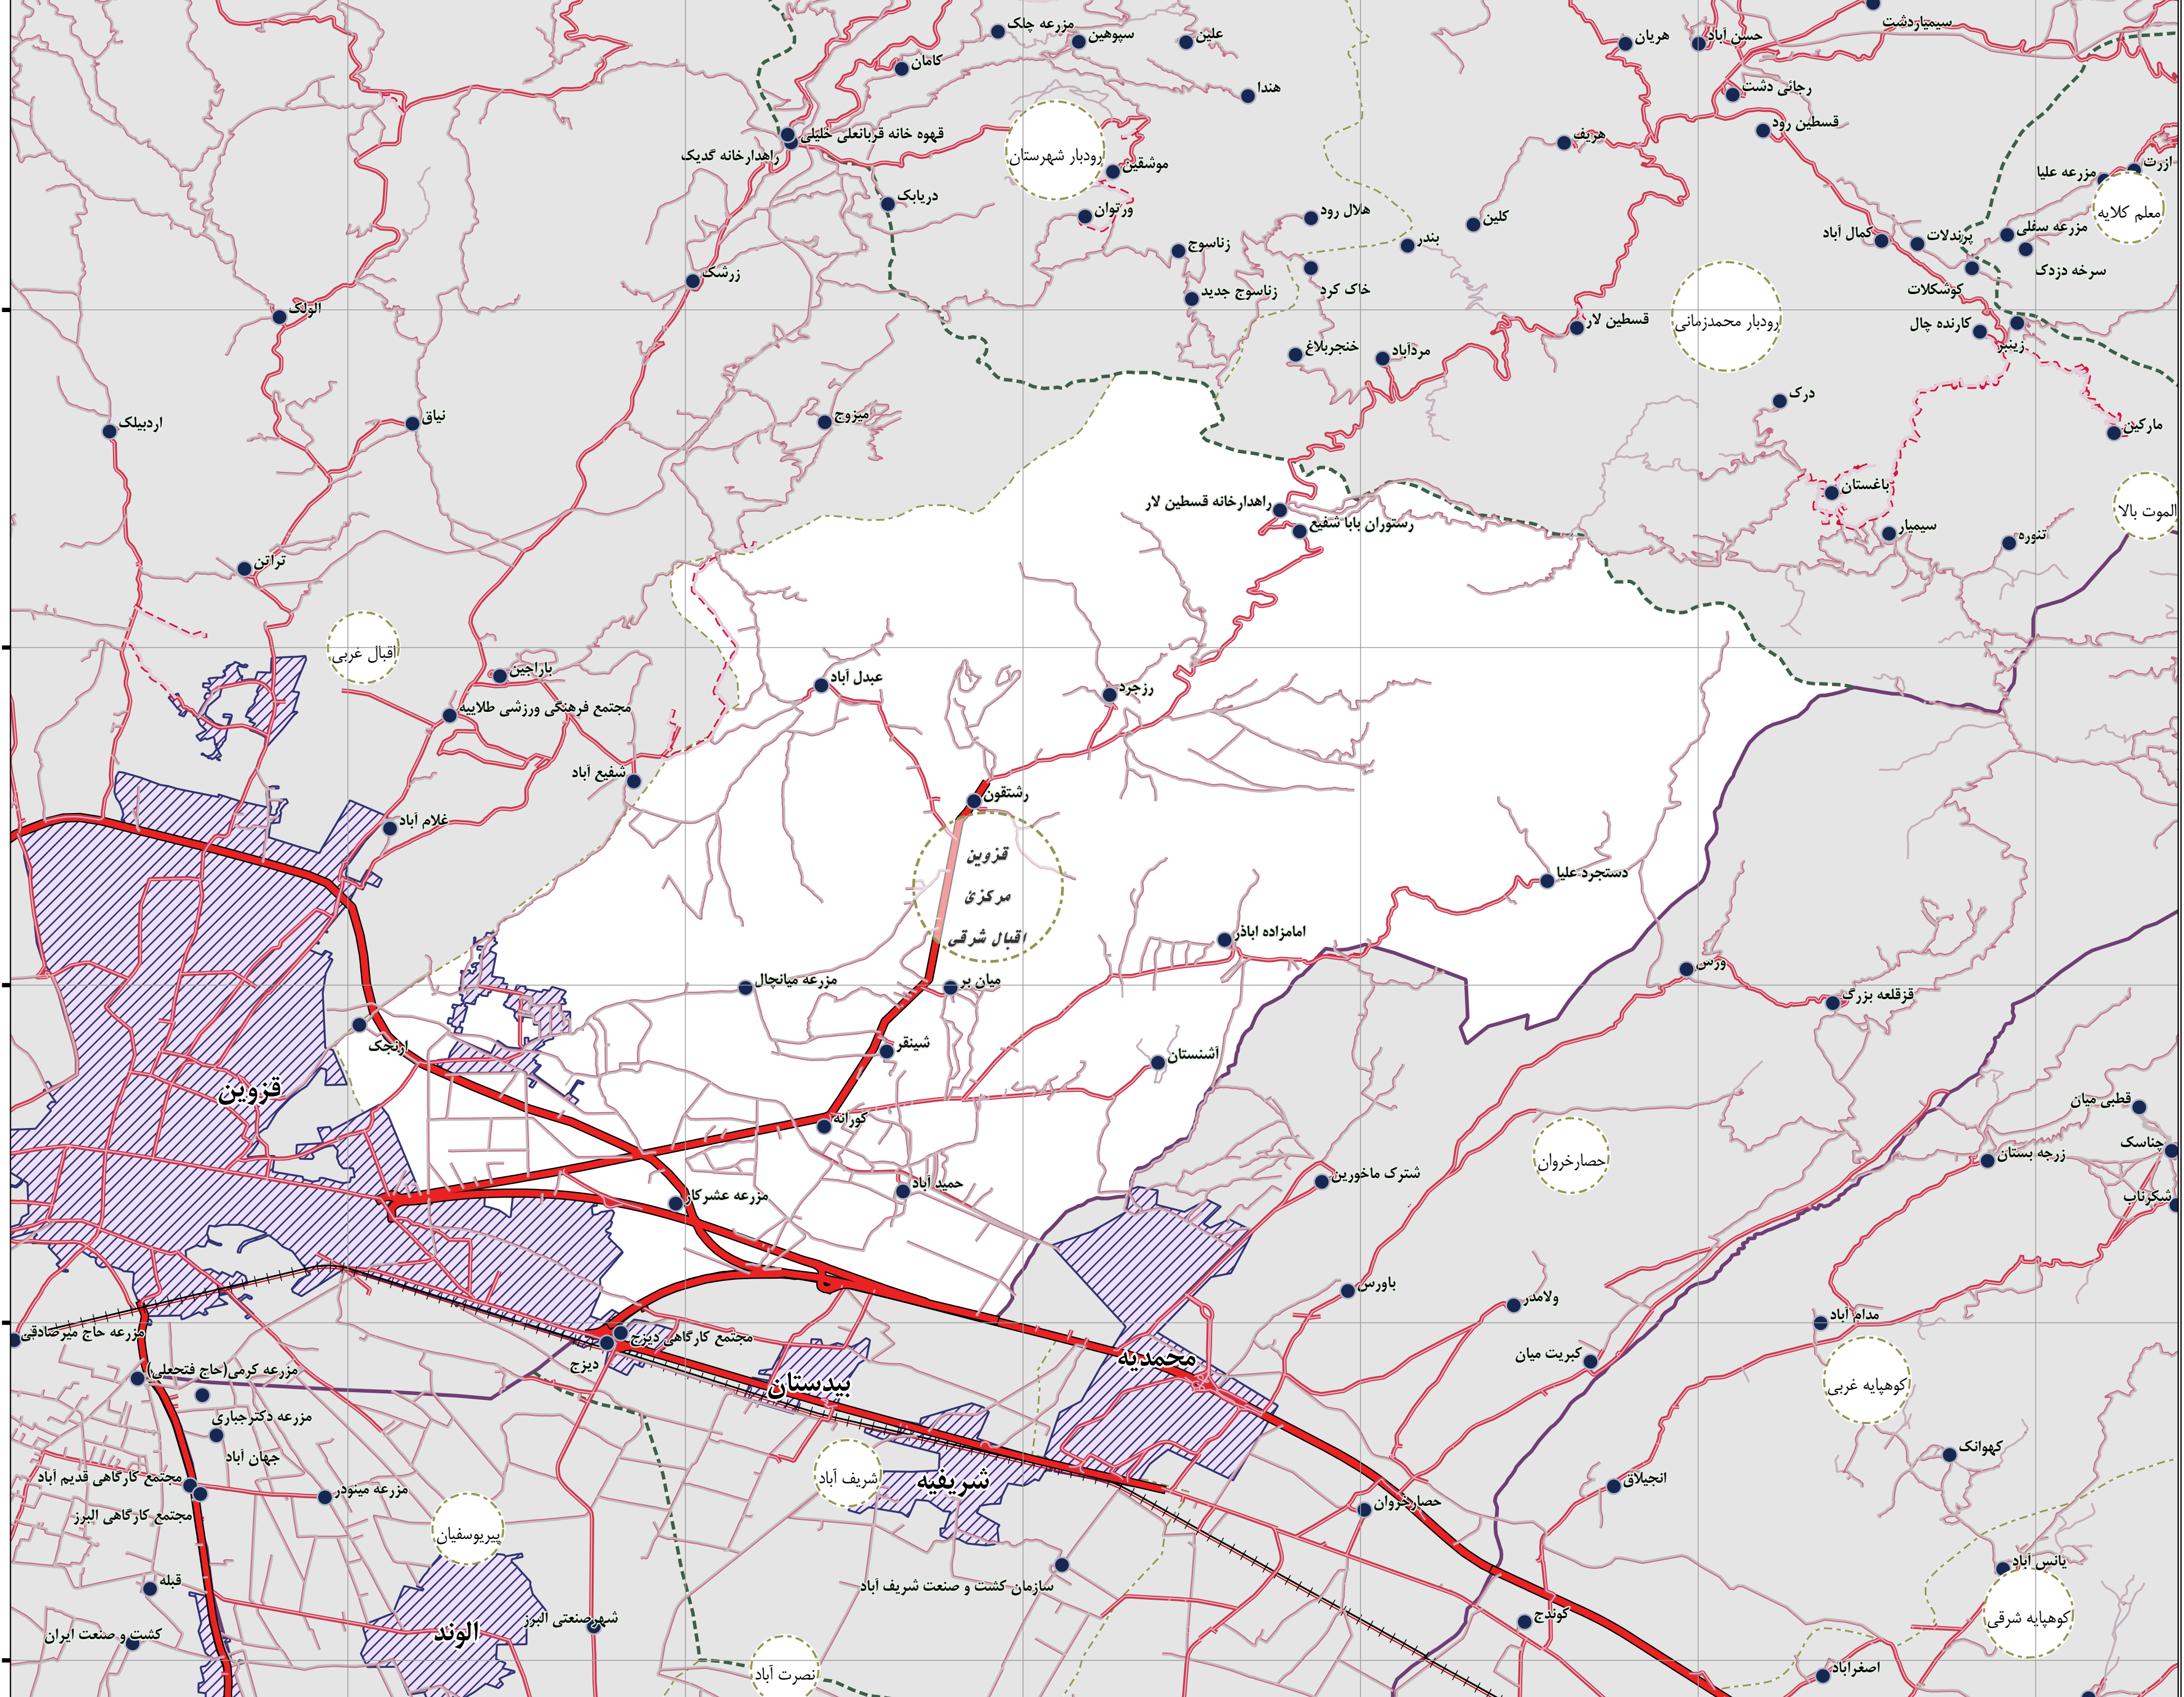 سیمیاردشت
مزرعه چلک
سپوهین
علین
هریان
حسن آباد
کامان
هندا
رجائی دشت
قسطین رود
قهوه خانه قربانعلی خلیلی
راهدارخانه گدیک
رودبار شهرستان
موشقین
هریف
ازرت
مزرعه علیا
معلم کلایه
دریابک
ورتوان
هلال رود
کلین
بندر
کمال آباد
پرندلات
مزرعه سفلی
سرخه دزدک
زناسوج
زرشک
زناسوج جدید
خاک کرد
کوشکلات
الولک
قسطین لار
رودبار محمدزمانی
کارنده چال
زینبر
خنجربلاغ
مردآباد
درک
اردبیلک
نیاق
میزوج
مارکین
باغستان
راهدارخانه قسطین لار
رستوران بابا شفیع
سیمیار
تنوره
الموت بالا
تراتن
اقبال غربی
باراجین
عبدل آباد
رزجرد
مجتمع فرهنگی ورزشی طلاییه
شفیع آباد
رشتقون
غلام آباد
قزوین
مرکزی
اقبال شرقی
دستجرد علیا
امامزاده اباذر
ورس
مزرعه میانچال
میان بر
قزقلعه بزرگ
ارنجک
شینقر
آشنستان
قزوین
کورانه
قطبی میان
چناسک
زرجه بستان
حصارخروان
شترک ماخورین
حمید آباد
مزرعه عشرکار
شکرناب
باورس
ولامدر
مدام آباد
مزرعه حاج میرصادقی
مجتمع کارگاهی دیزج
دیزج
محمدیه
کبریت میان
مزرعه کرمی(حاج فتحعلی)
بیدستان
کوهپایه غربی
مزرعه دکترجباری
جهان آباد
کهوانک
مجتمع کارگاهی قدیم آباد
مزرعه مینودر
شریف آباد
شریفیه
انجیلاق
حصارخروان
مجتمع کارگاهی البرز
پیریوسفیان
قبله
سازمان کشت و صنعت شریف آباد
یانس آباد
کوندج
کوهپایه شرقی
شهرصنعتی البرز
الوند
کشت و صنعت ایران
نصرت آباد
اصغرآباد